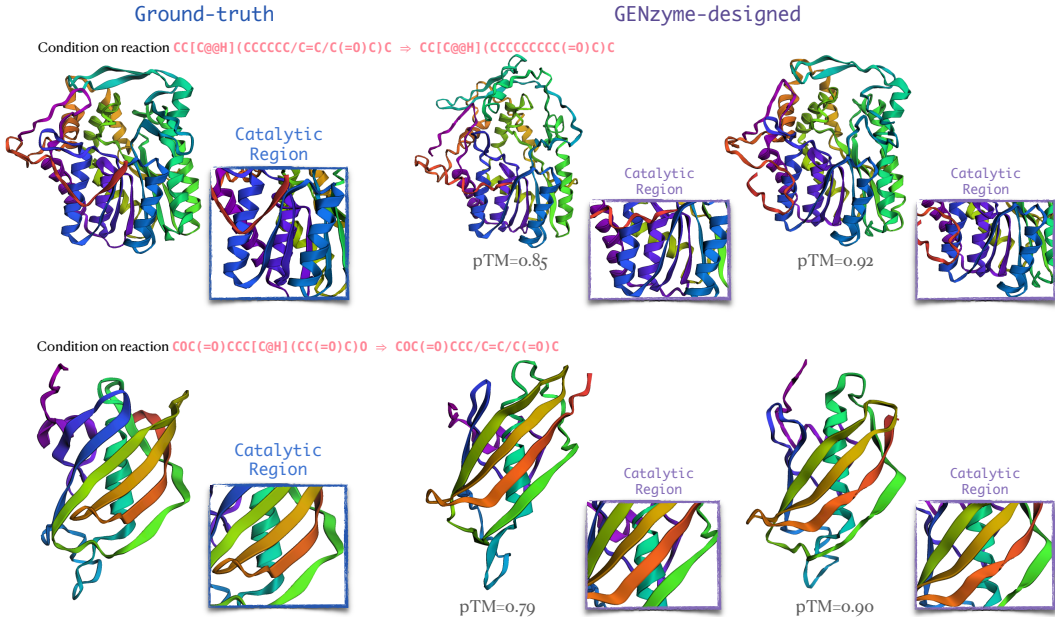 Ground-truth
GENzyme-designed
Condition on reaction CC[C@@H](CCCCCC/C=C/C(=O)C)C ⇒ CC[C@@H](CCCCCCCCC(=O)C)C
Catalytic
Region
Catalytic
Region
Catalytic
Region
pTM=0.85
pTM=0.92
Condition on reaction COC(=O)CCC[C@H](CC(=O)C)O ⇒ COC(=O)CCC/C=C/C(=O)C
Catalytic
Region
Catalytic
Region
Catalytic
Region
pTM=0.79
pTM=0.90